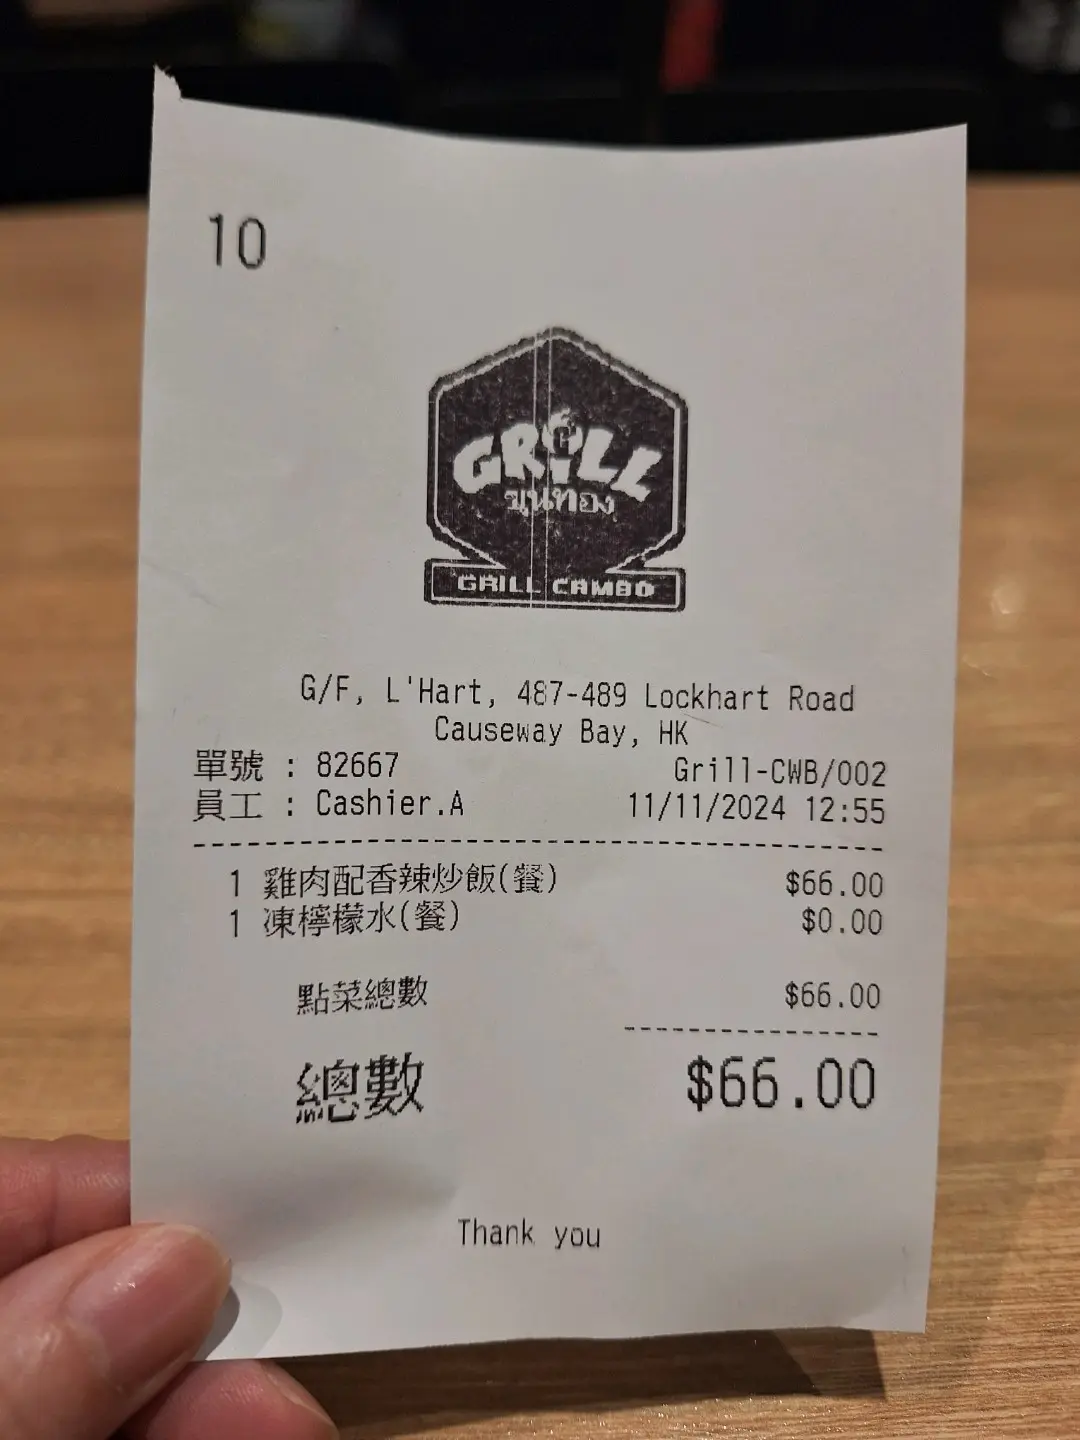 10
GRILL
ขุนทอง
GRILL CAMBO
G/F, L'Hart, 487-489 Lockhart Road
Causeway Bay, HK
單號 : 82667 Grill-CWB/002
員工 : Cashier.A 11/11/2024 12:55
1 雞肉配香辣炒飯(餐) $66.00
1 凍檸檬水(餐) $0.00
點菜總數 $66.00
總數 $66.00
Thank you